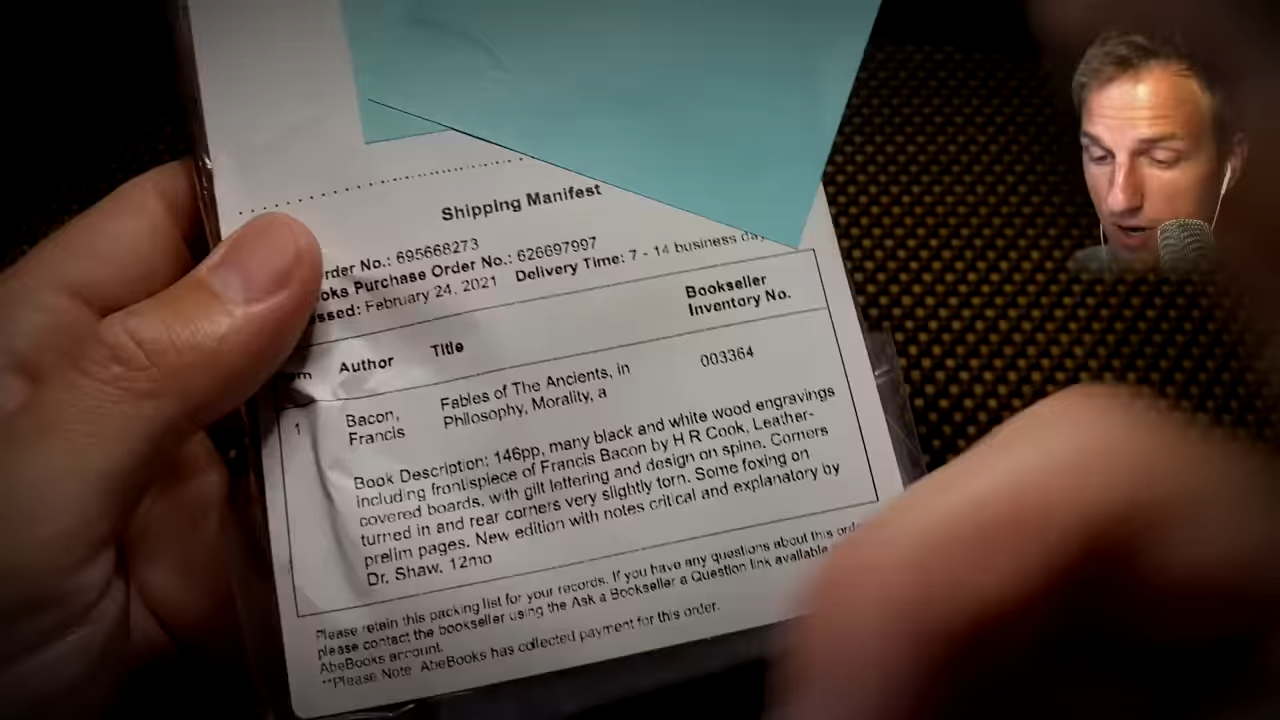 Shipping Manifest
rder No.: 695668273
oks Purchase Order No.: 626697997
ssed: February 24, 2021 Delivery Time: 7 - 14 business day
m Author Title Bookseller Inventory No.
1 Bacon, Francis Fables of The Ancients, in Philosophy, Morality, a 003364
Book Description: 146pp, many black and white wood engravings
including frontispiece of Francis Bacon by H R Cook, Leather-
covered boards, with gilt lettering and design on spine. Corners
turned in and rear corners very slightly torn. Some foxing on
prelim pages. New edition with notes critical and explanatory by
Dr. Shaw. 12mo
Please retain this packing list for your records. If you have any questions about this orde
please contact the bookseller using the Ask a Bookseller a Question link available
AbeBooks account.
**Please Note AbeBooks has collected payment for this order.